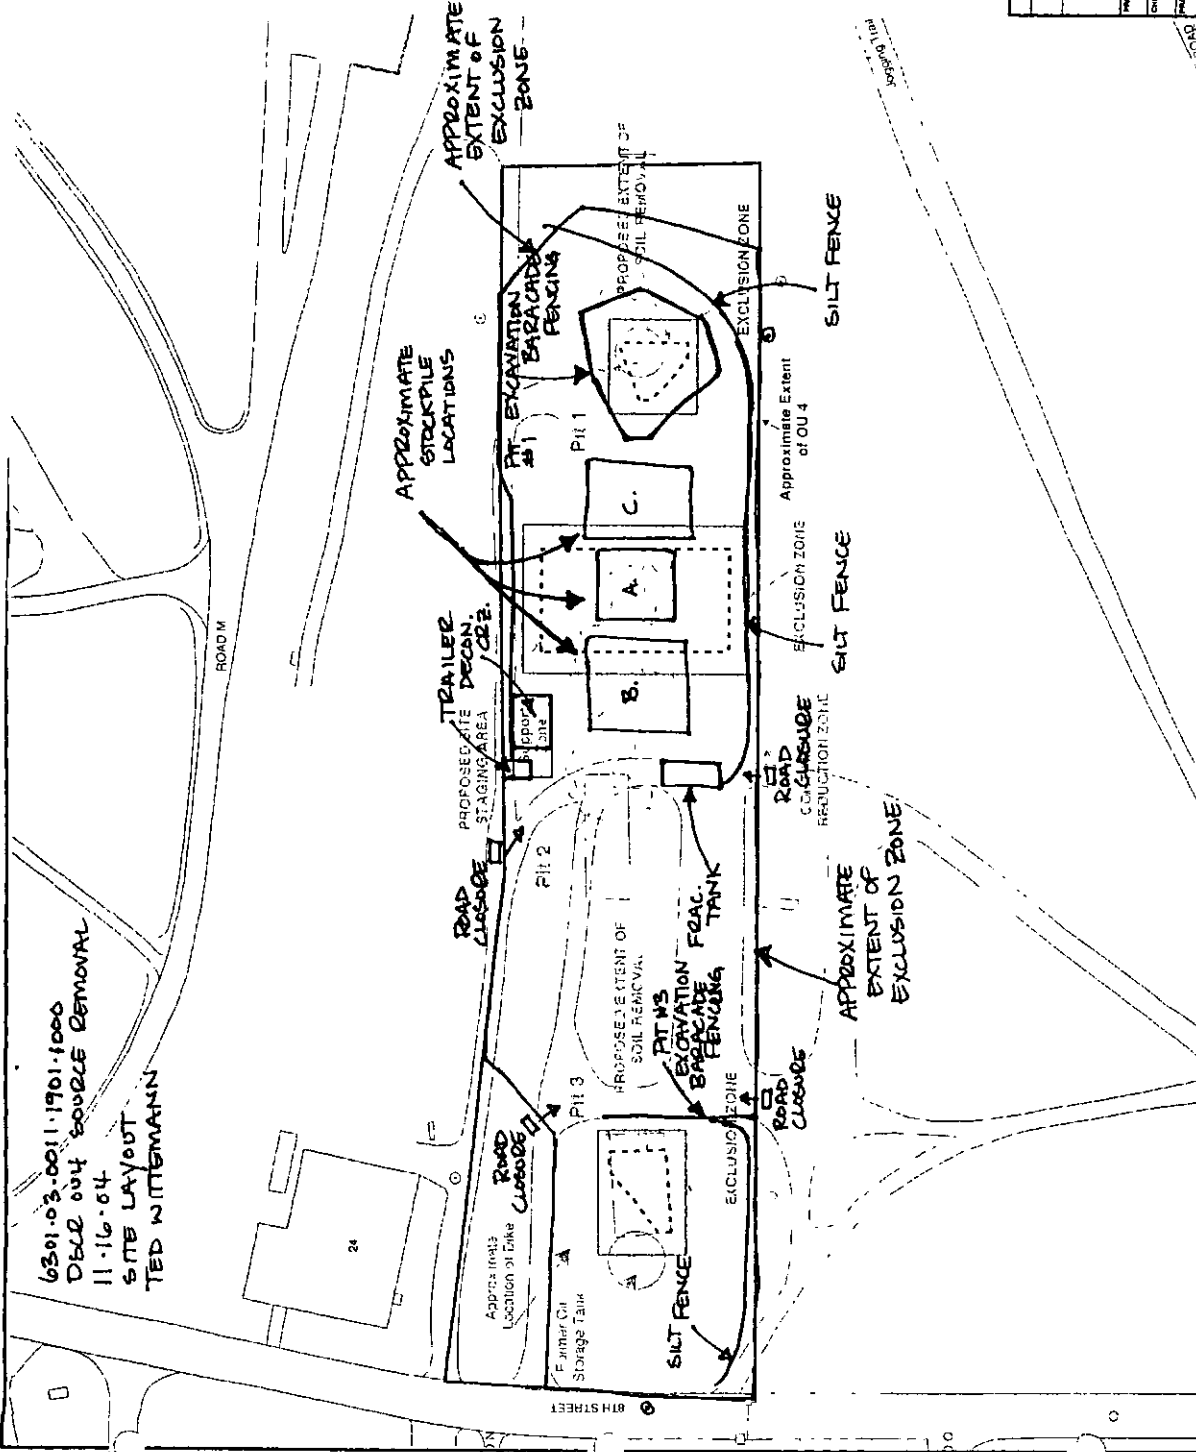 6301.03.0011.1901.1000
DSCR OU4 SOURCE REMOVAL
11.16.04
SITE LAYOUT
TED WITTEMANN
ROAD M
24
8TH STREET
APPROXIMATE
EXTENT OF
EXCLUSION
ZONE
APPROXIMATE
STOCKPILE
LOCATIONS
PIT
#1
EXCAVATION
BARACADE
FENCING
PROPOSED EXTENT OF
SOIL REMOVAL
Pit 1
EXCLUSION ZONE
SILT FENCE
Approximate Extent
of OU 4
C.
A.
B.
EXCLUSION ZONE
SILT FENCE
TRAILER
DECON.
CRZ.
PROPOSED SITE
STAGING AREA
Support
Zone
ROAD
CLOSURE
Pit 2
ROAD
CLOSURE
REDUCTION ZONE
FRAC.
TANK
PROPOSED EXTENT OF
SOIL REMOVAL
PIT #3
EXCAVATION
BARACADE
FENCING
APPROXIMATE
EXTENT OF
EXCLUSION ZONE
Pit 3
ROAD
CLOSURE
ROAD
CLOSURE
EXCLUSION ZONE
Approximate
Location of Dike
Former Oil
Storage Tank
SILT FENCE
Jogging Trail
ROAD